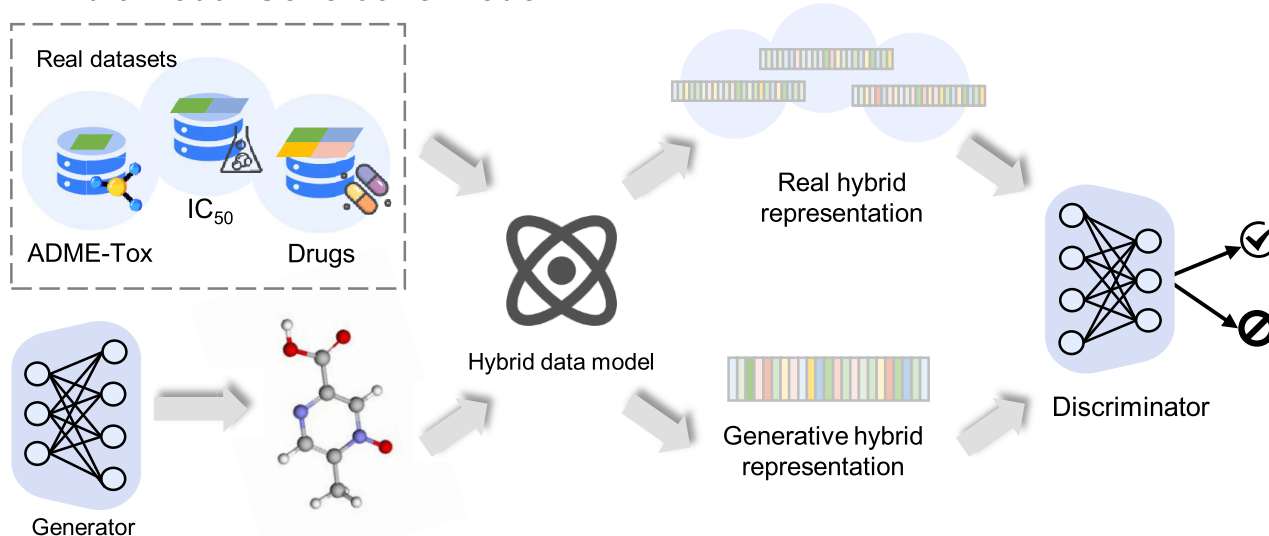 Real datasets
IC50
ADME-Tox
Drugs
Hybrid data model
Real hybrid
representation
Generative hybrid
representation
Generator
Discriminator